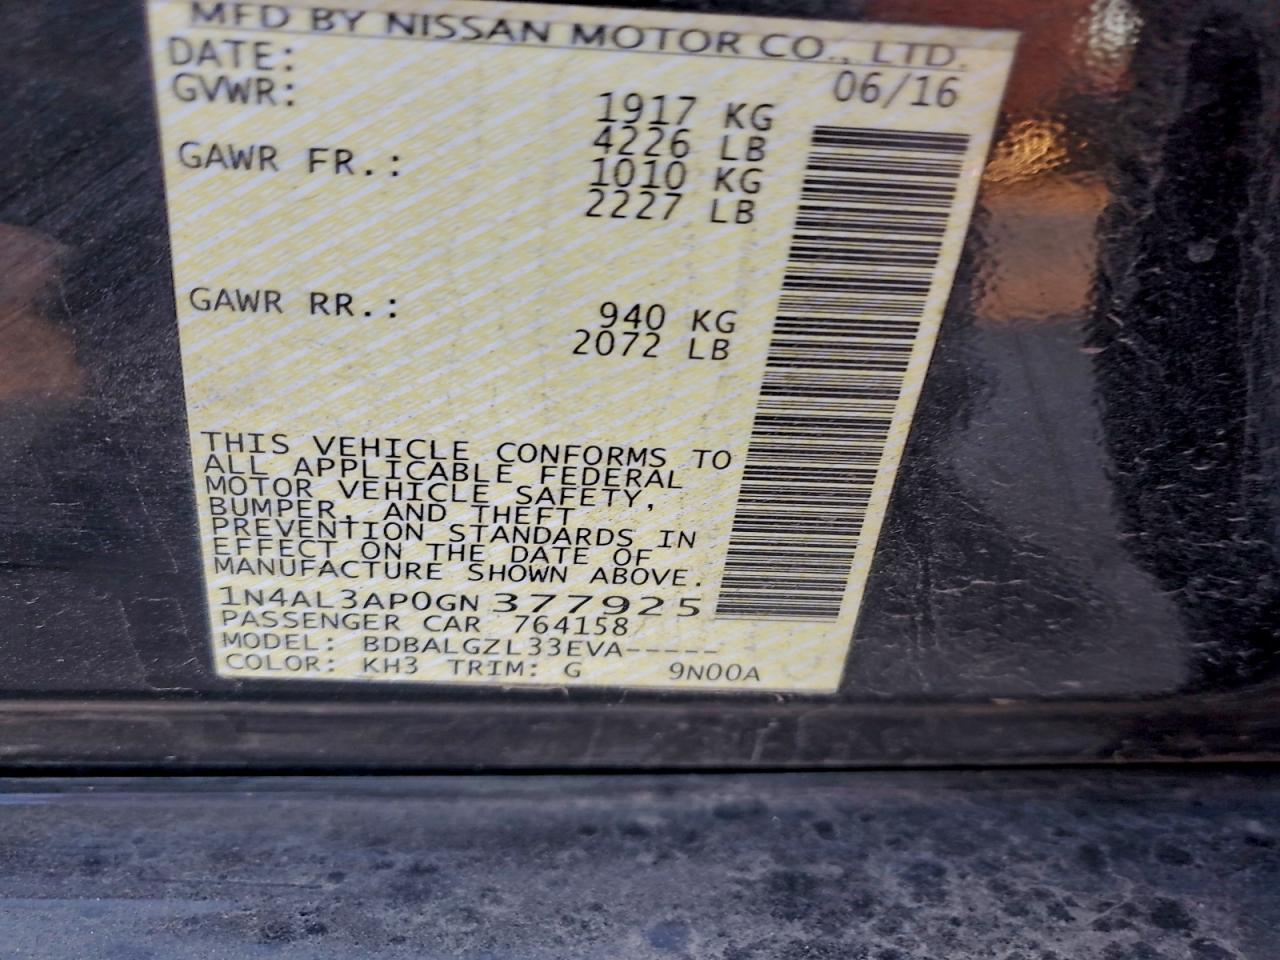 MFD BY NISSAN MOTOR CO., LTD.
DATE: 06/16
GVWR: 1917 KG
4226 LB
GAWR FR.: 1010 KG
2227 LB
GAWR RR.: 940 KG
2072 LB
THIS VEHICLE CONFORMS TO
ALL APPLICABLE FEDERAL
MOTOR VEHICLE SAFETY,
BUMPER, AND THEFT
PREVENTION STANDARDS IN
EFFECT ON THE DATE OF
MANUFACTURE SHOWN ABOVE.
1N4AL3AP0GN377925
PASSENGER CAR 764158
MODEL: BDBALGZL33EVA-----
COLOR: KH3 TRIM: G 9N00A